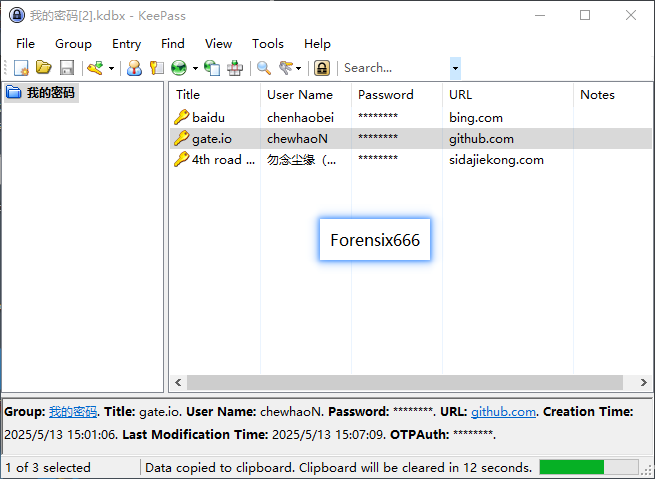 我的密码[2].kdbx - KeePass
File Group Entry Find View Tools Help
Search...
我的密码
Title User Name Password URL Notes
baidu chenhaobei ******** bing.com
gate.io chewhaoN ******** github.com
4th road ... 勿念尘缘（... ******** sidajiekong.com
Forensix666
Group: 我的密码. Title: gate.io. User Name: chewhaoN. Password: ********. URL: github.com. Creation Time:
2025/5/13 15:01:06. Last Modification Time: 2025/5/13 15:07:09. OTPAuth: ********.
1 of 3 selected Data copied to clipboard. Clipboard will be cleared in 12 seconds.